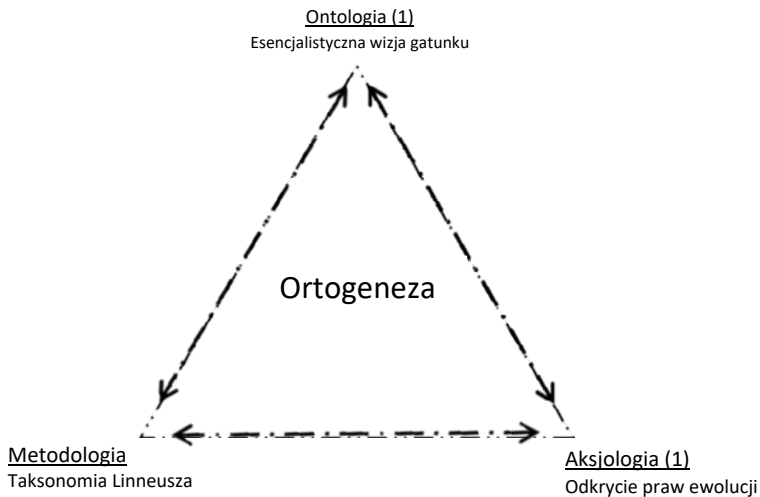 Ontologia (1)
Esencjalistyczna wizja gatunku
Ortogeneza
Metodologia
Taksonomia Linneusza
Aksjologia (1)
Odkrycie praw ewolucji